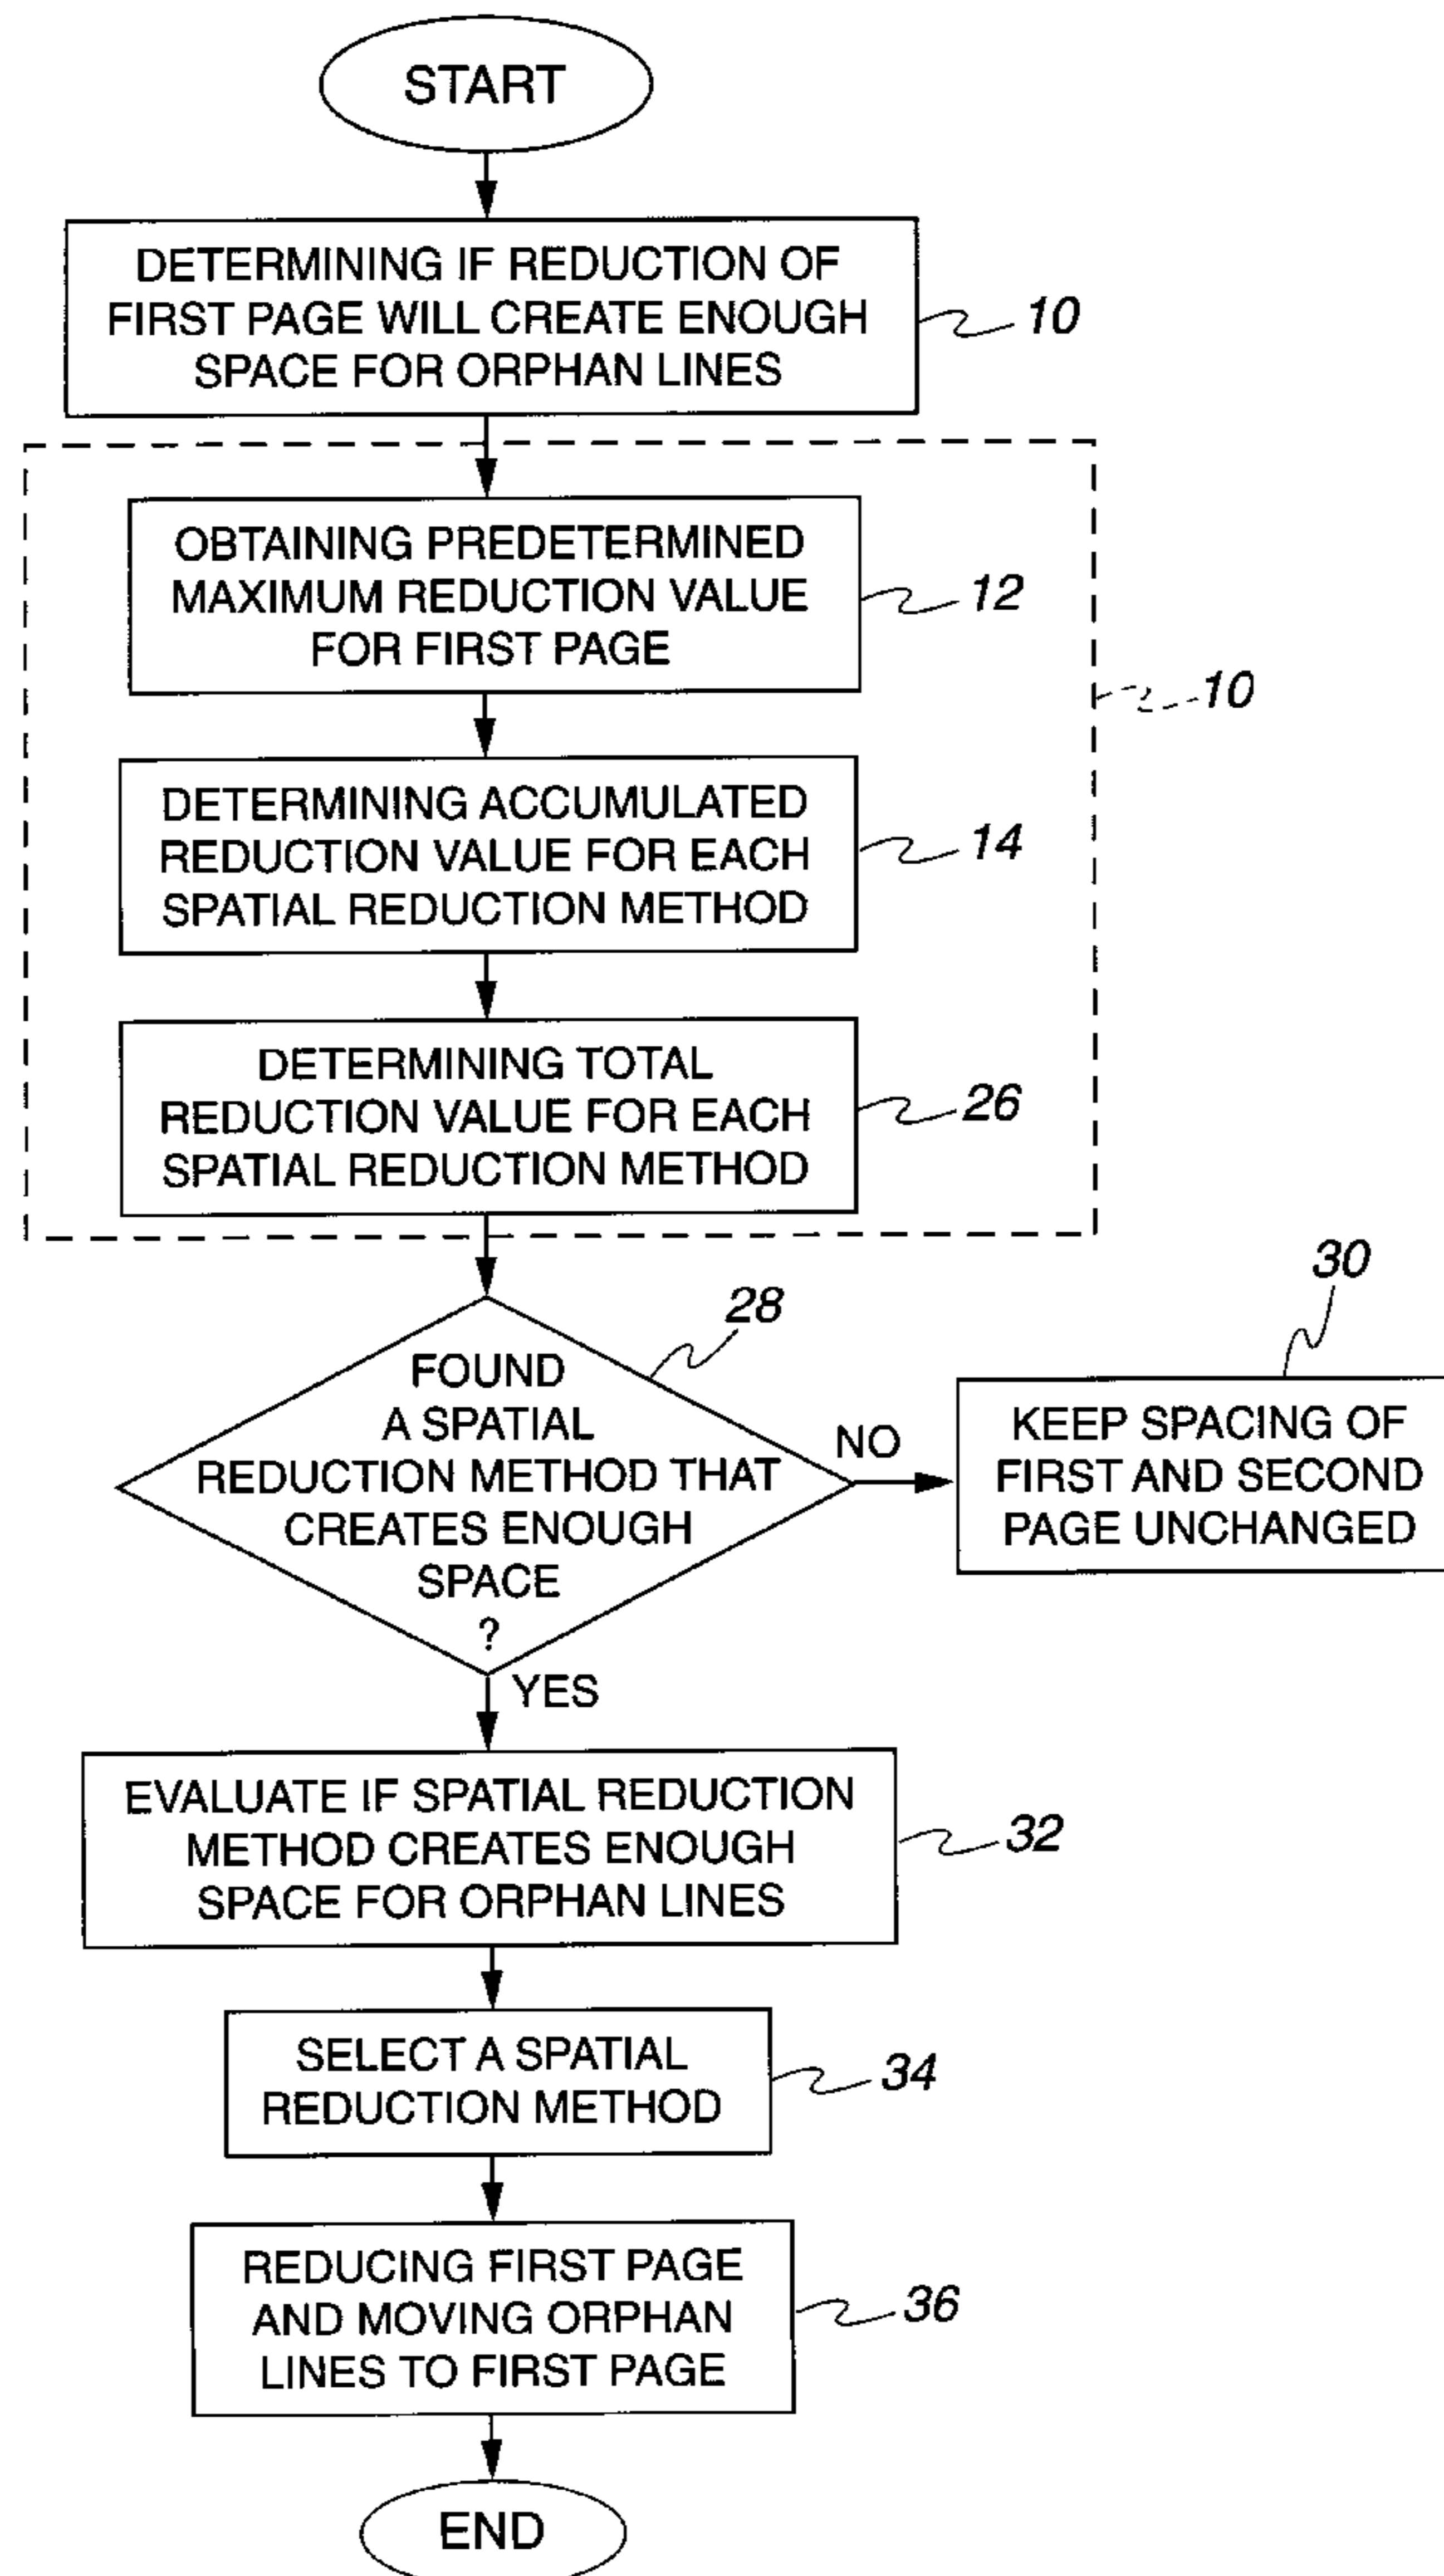 START
DETERMINING IF REDUCTION OF
FIRST PAGE WILL CREATE ENOUGH
SPACE FOR ORPHAN LINES
10
OBTAINING PREDETERMINED
MAXIMUM REDUCTION VALUE
FOR FIRST PAGE
12
10
DETERMINING ACCUMULATED
REDUCTION VALUE FOR EACH
SPATIAL REDUCTION METHOD
14
DETERMINING TOTAL
REDUCTION VALUE FOR EACH
SPATIAL REDUCTION METHOD
26
28
FOUND
A SPATIAL
REDUCTION METHOD THAT
CREATES ENOUGH
SPACE
?
NO
30
KEEP SPACING OF
FIRST AND SECOND
PAGE UNCHANGED
YES
EVALUATE IF SPATIAL REDUCTION
METHOD CREATES ENOUGH
SPACE FOR ORPHAN LINES
32
SELECT A SPATIAL
REDUCTION METHOD
34
REDUCING FIRST PAGE
AND MOVING ORPHAN
LINES TO FIRST PAGE
36
END